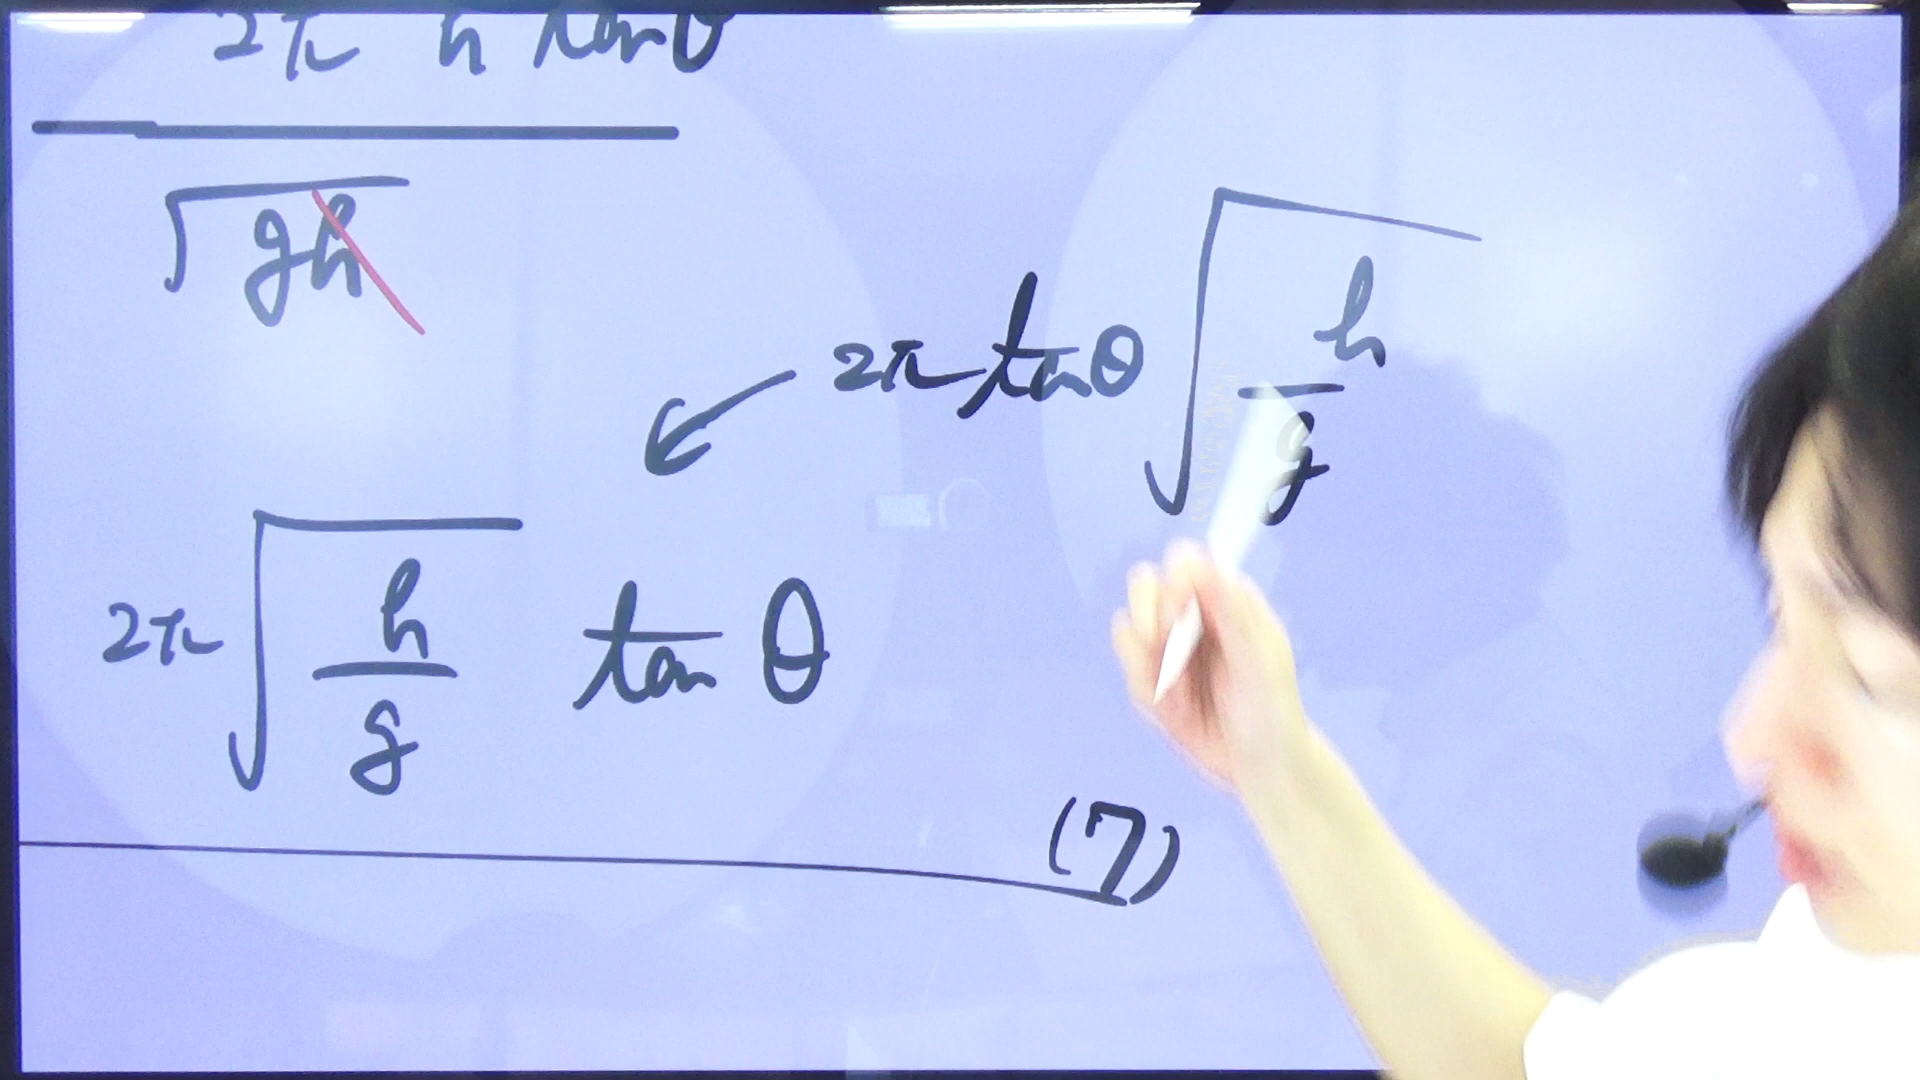 2π h tanθ
√gh
2π tanθ √h/g
2π √h/g tan θ
(7)